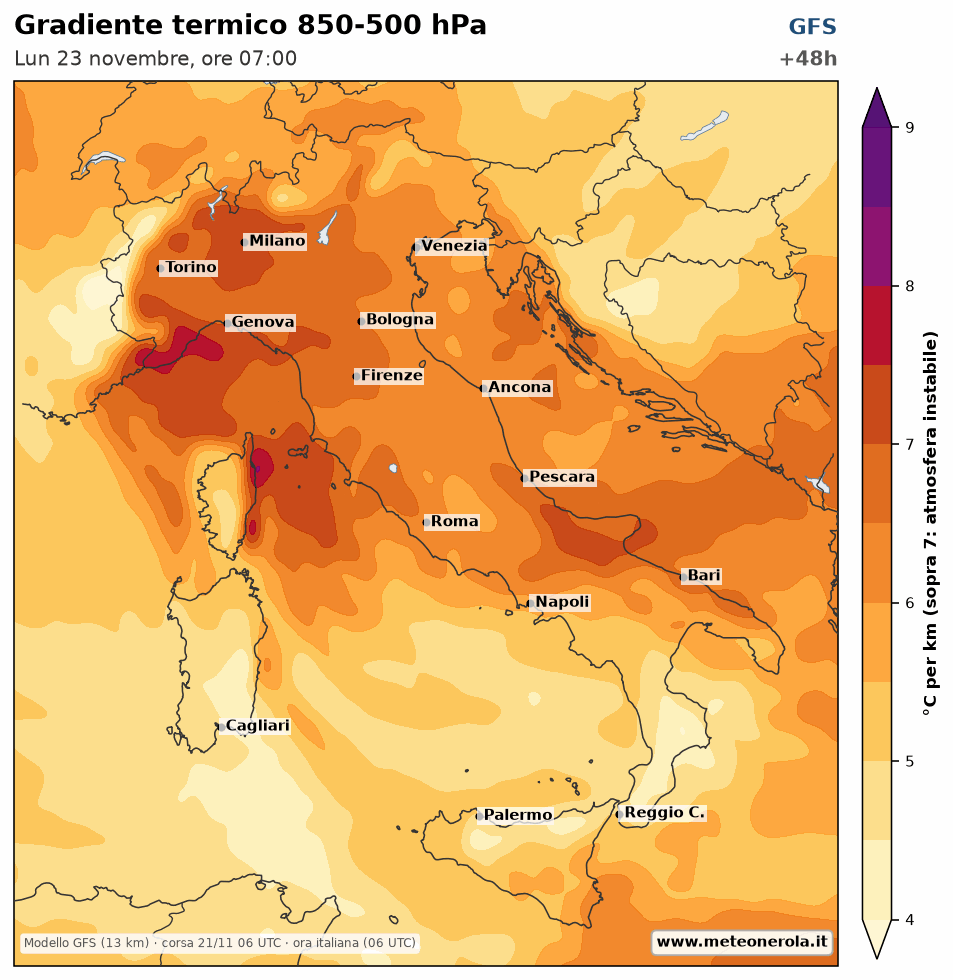 Gradiente termico 850-500 hPa
GFS
Lun 23 novembre, ore 07:00
+48h
9
8
7
6
5
4
°C per km (sopra 7: atmosfera instabile)
Milano
Venezia
Torino
Genova
Bologna
Firenze
Ancona
Pescara
Roma
Bari
Napoli
Cagliari
Palermo
Reggio C.
Modello GFS (13 km) · corsa 21/11 06 UTC · ora italiana (06 UTC)
www.meteonerola.it